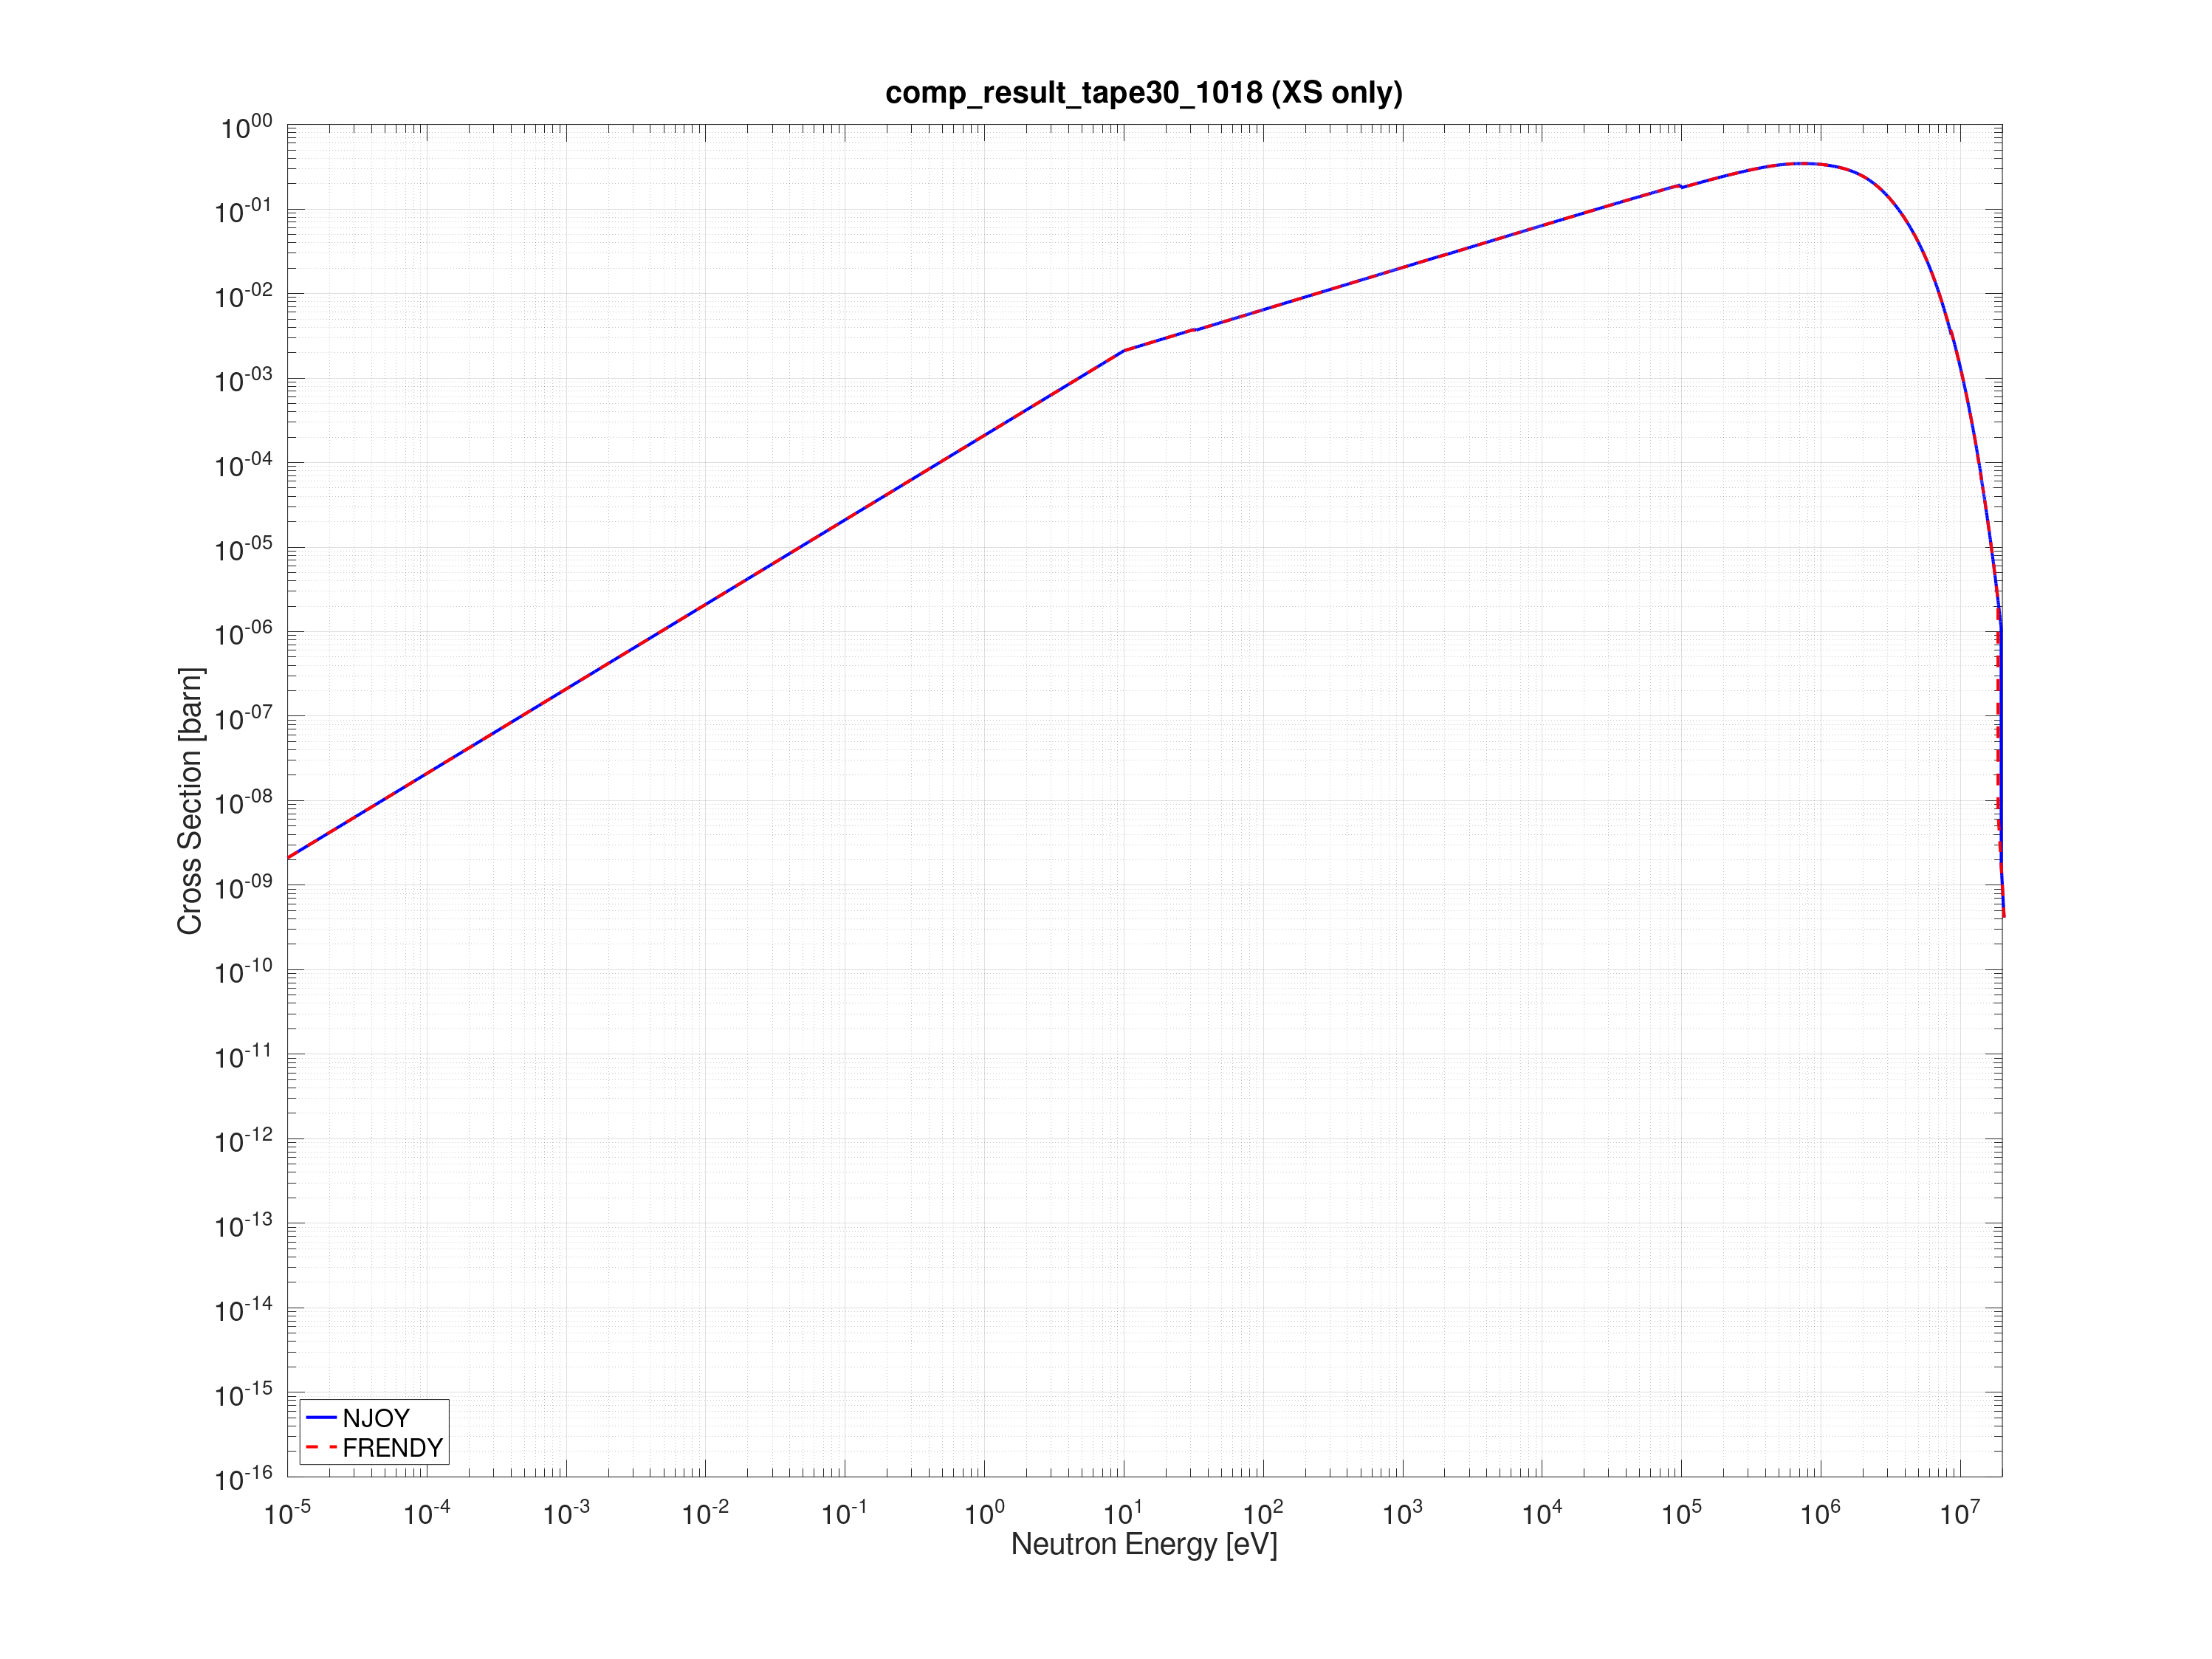 comp_result_tape30_1018 (XS only)
10^00
10^-01
10^-02
10^-03
10^-04
10^-05
10^-06
10^-07
10^-08
10^-09
10^-10
10^-11
10^-12
10^-13
10^-14
10^-15
10^-16
Cross Section [barn]
NJOY
FRENDY
10^-5 10^-4 10^-3 10^-2 10^-1 10^0 10^1 10^2 10^3 10^4 10^5 10^6 10^7
Neutron Energy [eV]